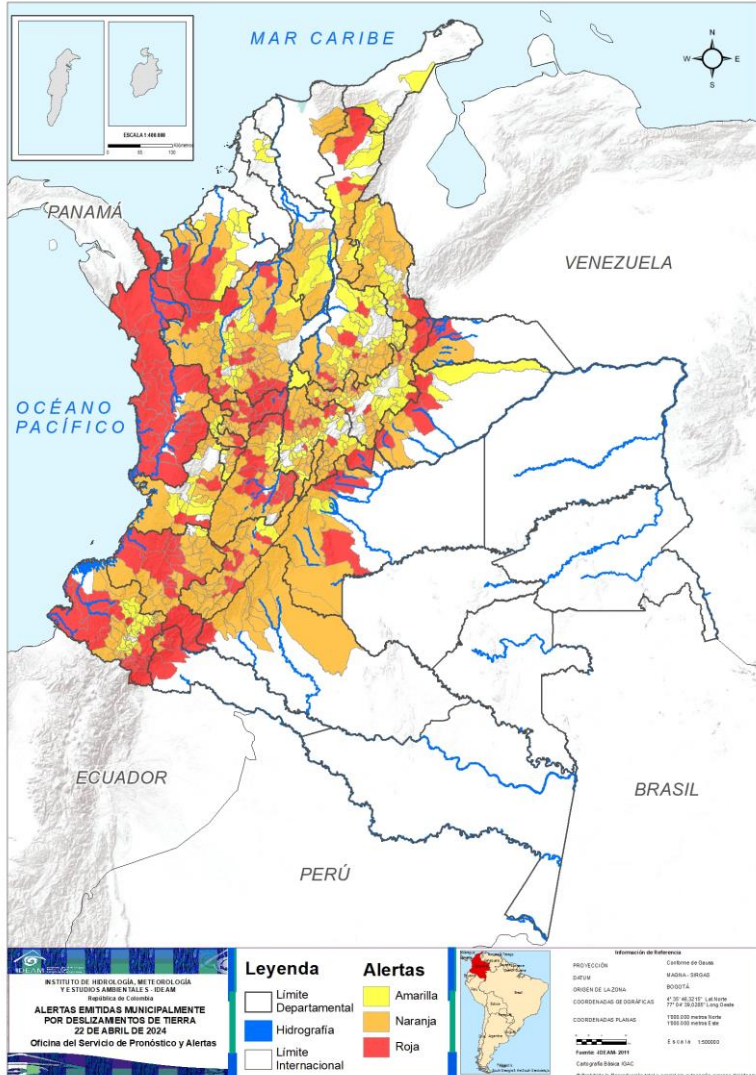 MAR CARIBE
N
W
E
S
ESCALA 1:400.000
PANAMÁ
VENEZUELA
OCÉANO
PACÍFICO
ECUADOR
BRASIL
PERÚ
IDEAM
INSTITUTO DE HIDROLOGÍA, METEOROLOGÍA
Y ESTUDIOS AMBIENTALES - IDEAM
República de Colombia
ALERTAS EMITIDAS MUNICIPALMENTE
POR DESLIZAMIENTOS DE TIERRA
22 DE ABRIL DE 2024
Oficina del Servicio de Pronóstico y Alertas
Leyenda
Límite
Departamental
Hidrografía
Límite
Internacional
Alertas
Amarilla
Naranja
Roja
Información de Referencia
PROYECCIÓN Conforme de Gauss
DATUM MAGNA - SIRGAS
ORIGEN DE LA ZONA BOGOTÁ
COORDENADAS GEOGRÁFICAS
COORDENADAS PLANAS 1'000.000 metros Norte
1'000.000 metros Este
Escala
Fuente: IDEAM- 2011
Cartografía Básica IGAC